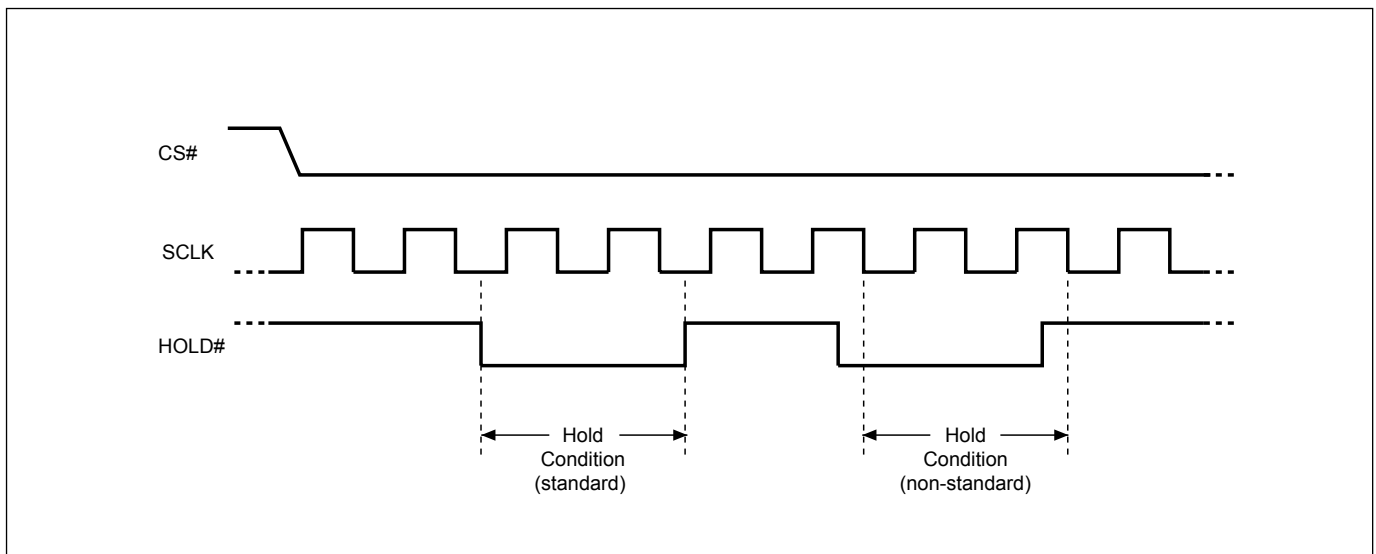 CS#
SCLK
HOLD#
Hold
Condition
(standard)
Hold
Condition
(non-standard)